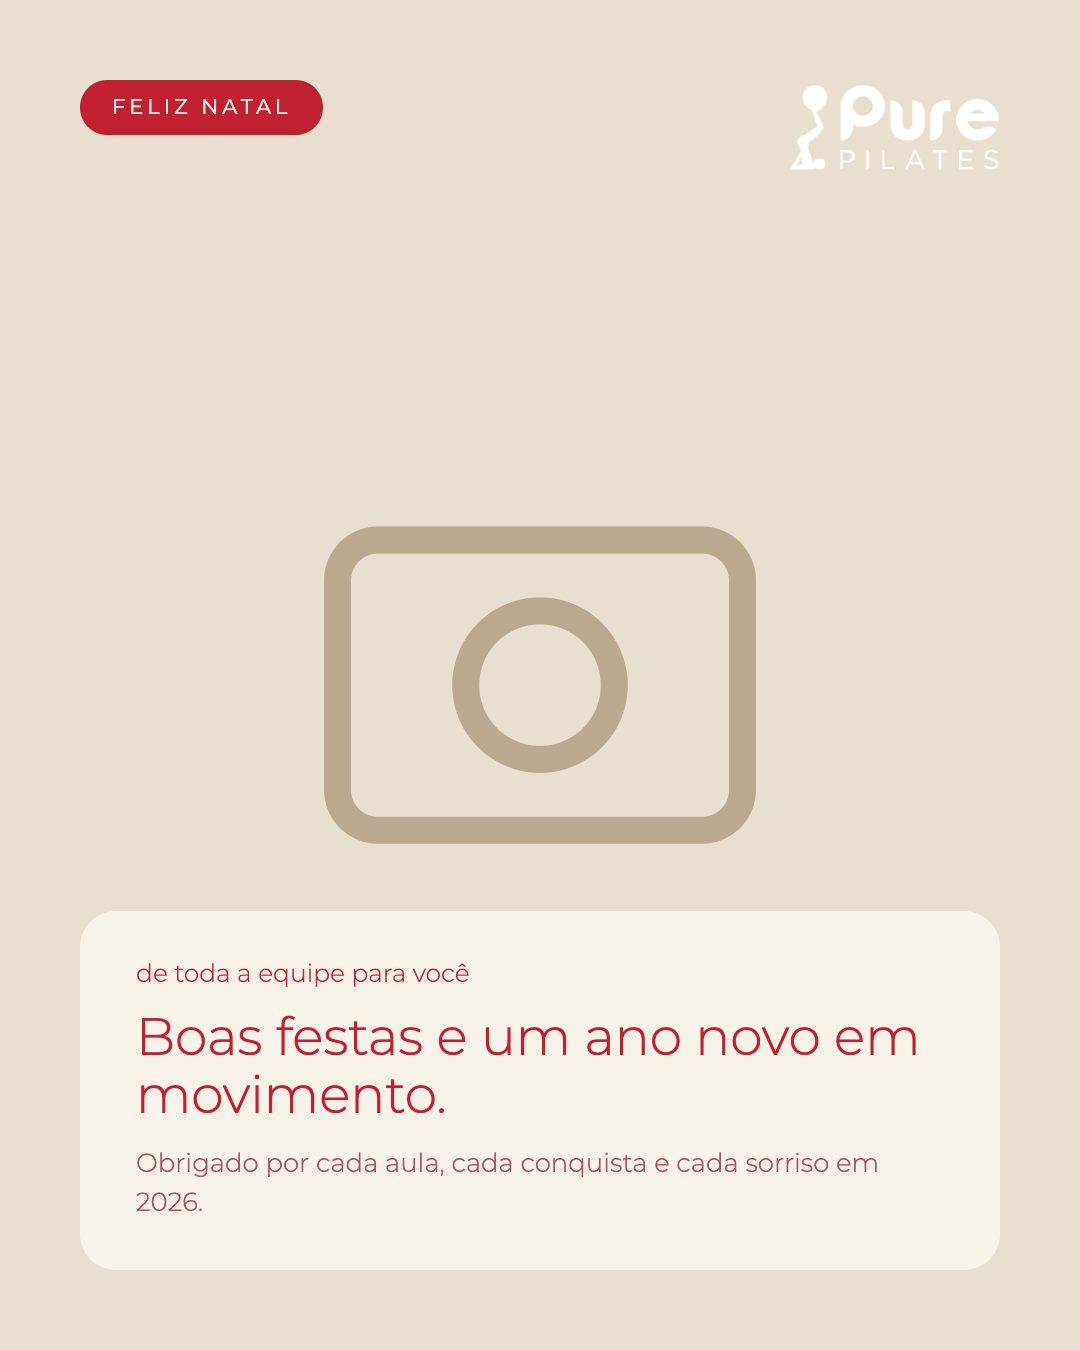 FELIZ NATAL
Pure
PILATES
de toda a equipe para você
Boas festas e um ano novo em
movimento.
Obrigado por cada aula, cada conquista e cada sorriso em
2026.